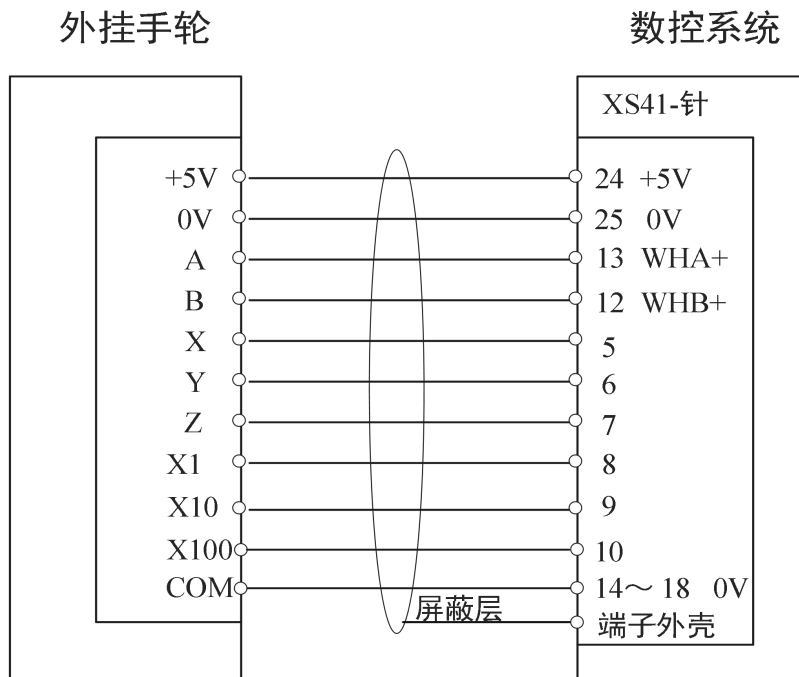 外挂手轮 数控系统
XS41-针
+5V 24 +5V
0V 25 0V
A 13 WHA+
B 12 WHB+
X 5
Y 6
Z 7
X1 8
X10 9
X100 10
COM 14～18 0V
屏蔽层 端子外壳